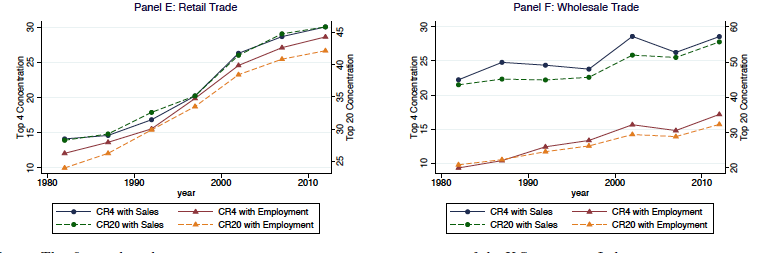 Panel E: Retail Trade
30
25
20
15
10
Top 4 Concentration
45
40
35
30
25
Top 20 Concentration
1980
1990
2000
2010
year
CR4 with Sales
CR4 with Employment
CR20 with Sales
CR20 with Employment
Panel F: Wholesale Trade
30
25
20
15
10
Top 4 Concentration
60
50
40
30
20
Top 20 Concentration
1980
1990
2000
2010
year
CR4 with Sales
CR4 with Employment
CR20 with Sales
CR20 with Employment